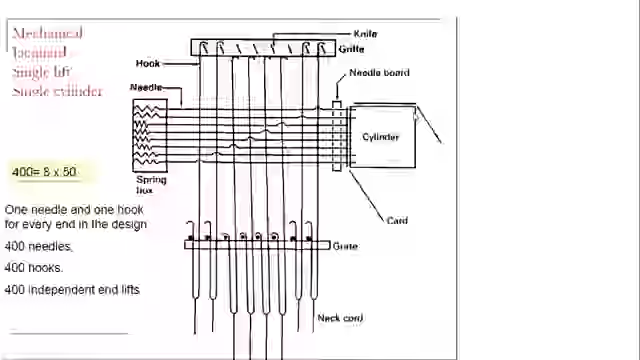 Mechanical
Jacquard
Single lift
Single cylinder
400= 8 x 50
One needle and one hook
for every end in the design
400 needles,
400 hooks.
400 independent end lifts
Knife
Griffe
Hook
Needle board
Needle
Cylinder
Spring
box
Card
Grate
Neck cord